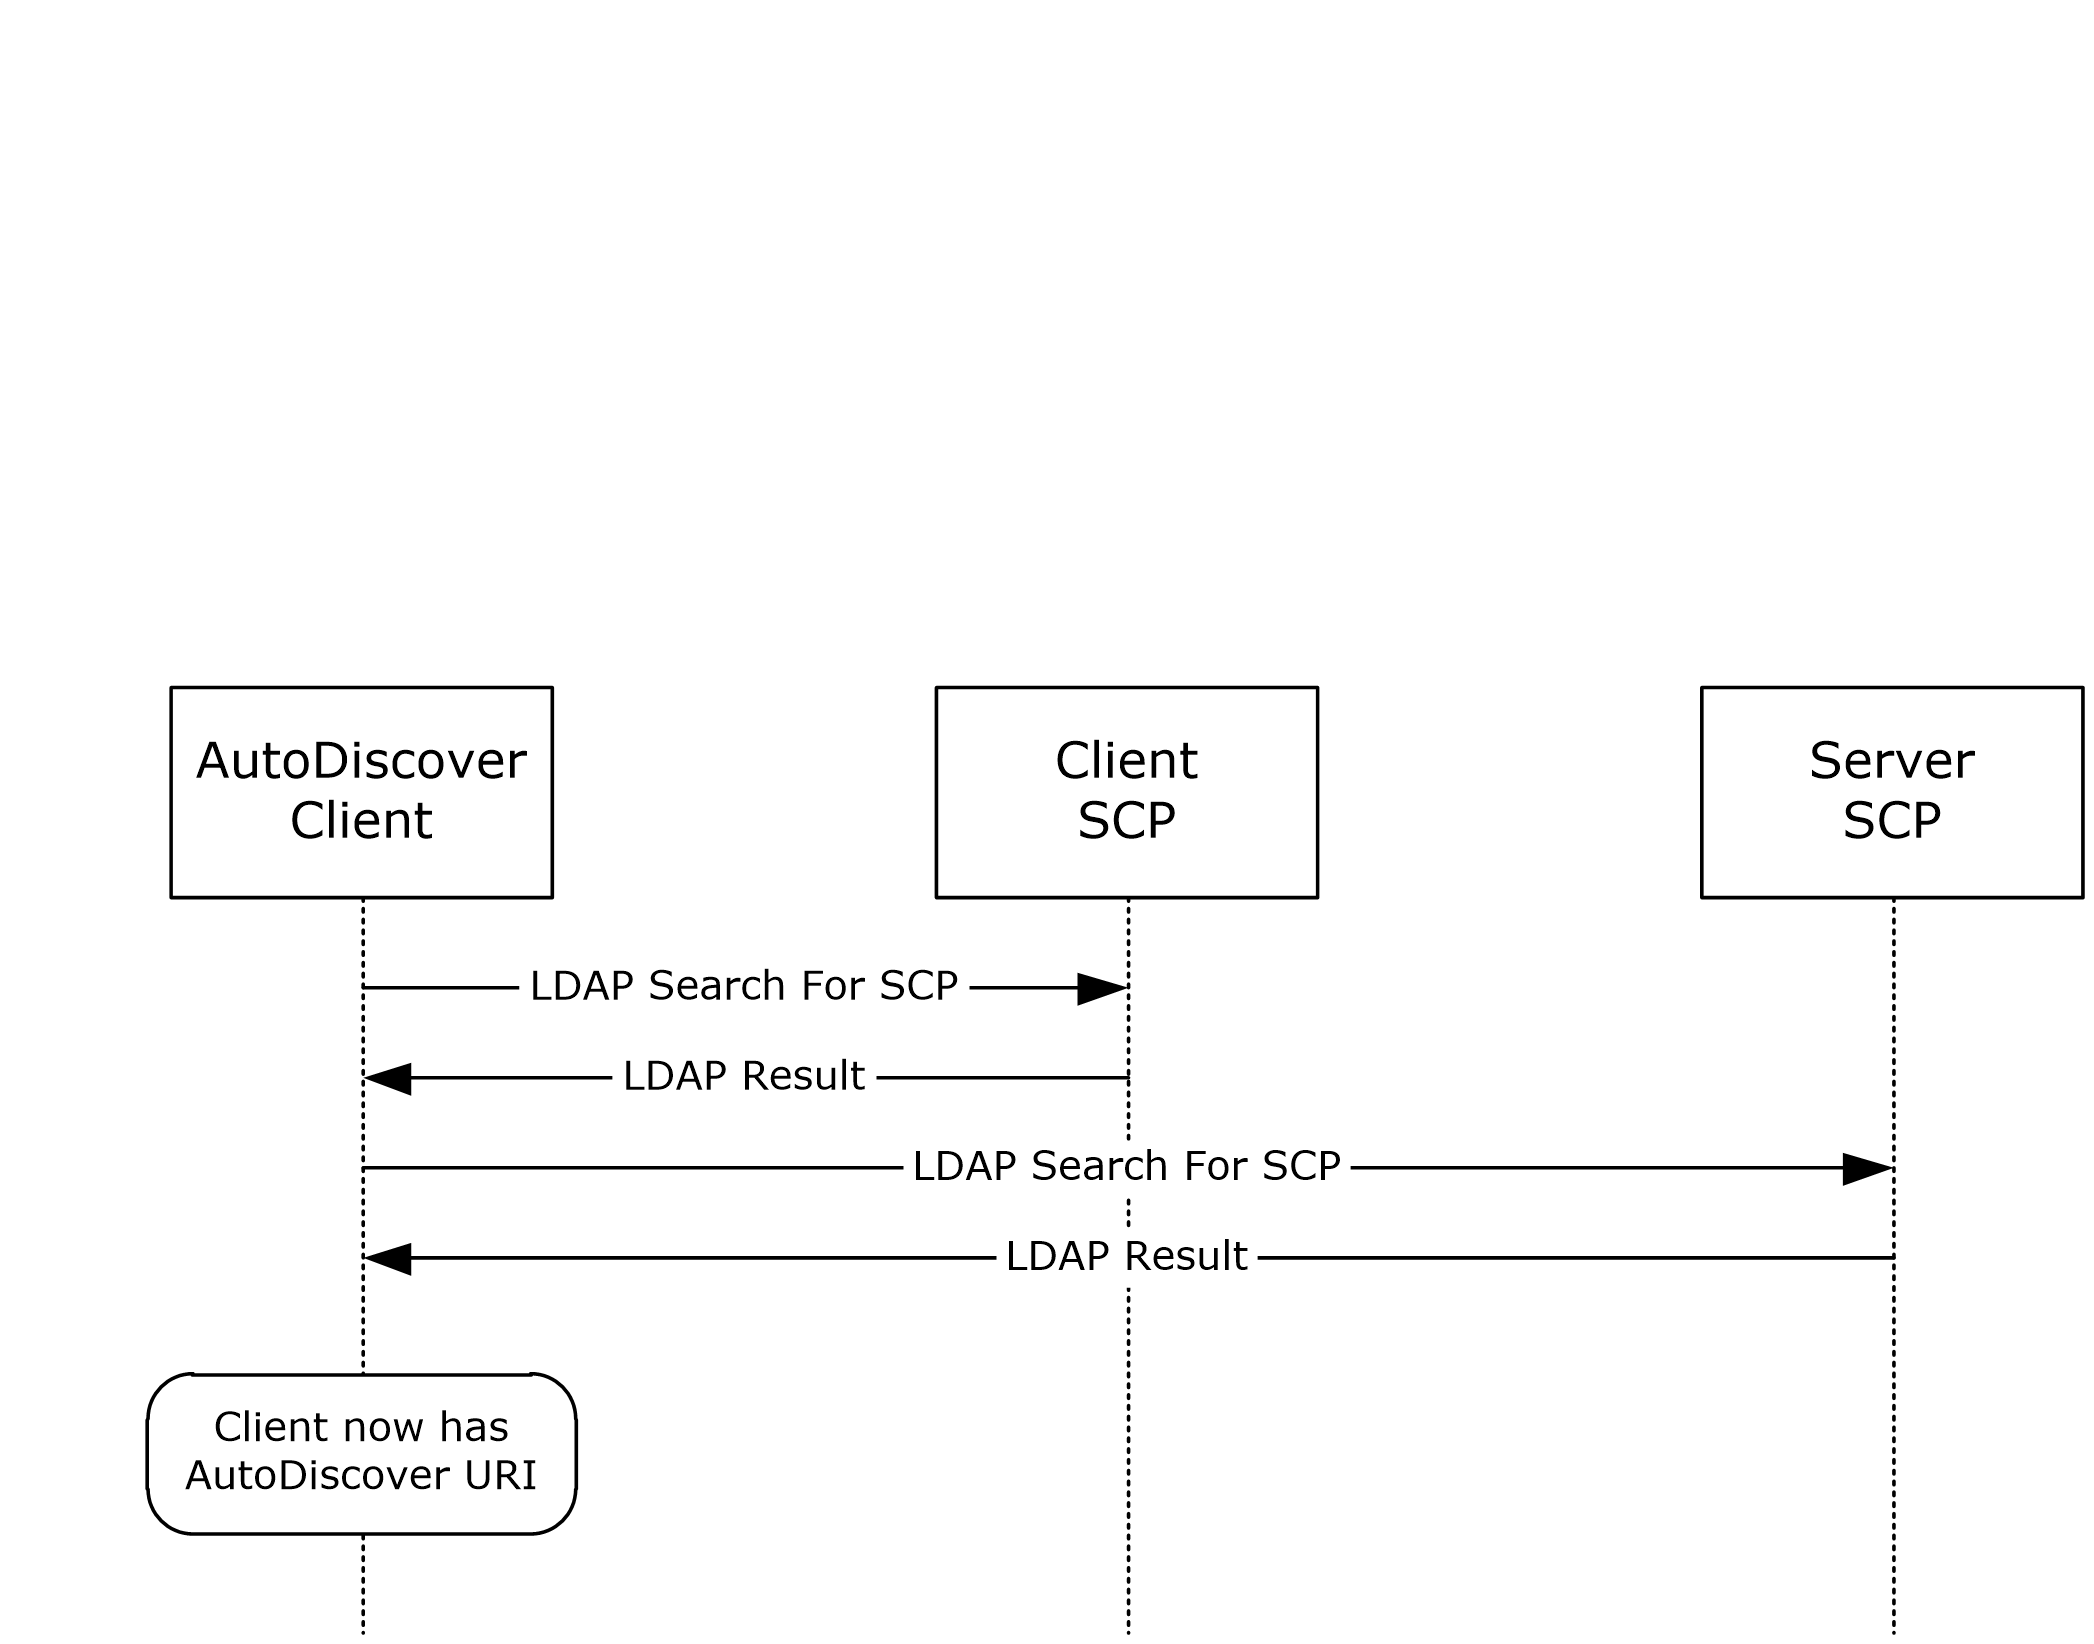 AutoDiscover
Client
Client
SCP
Server
SCP
LDAP Search For SCP
LDAP Result
LDAP Search For SCP
LDAP Result
Client now has
AutoDiscover URI